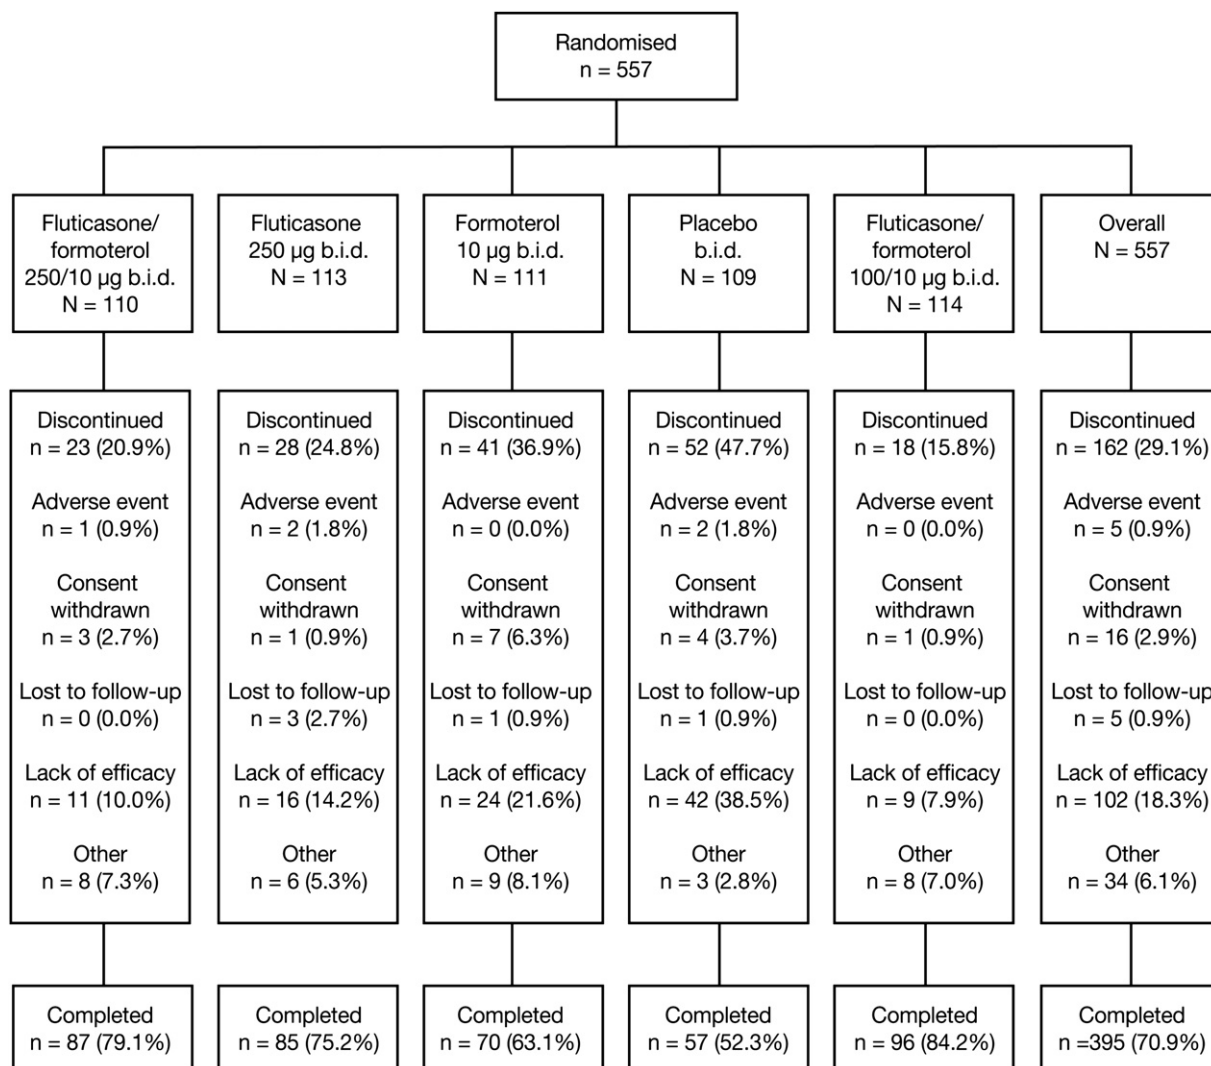 Randomised
n = 557
Fluticasone/
formoterol
250/10 µg b.i.d.
N = 110
Fluticasone
250 µg b.i.d.
N = 113
Formoterol
10 µg b.i.d.
N = 111
Placebo
b.i.d.
N = 109
Fluticasone/
formoterol
100/10 µg b.i.d.
N = 114
Overall
N = 557
Discontinued
n = 23 (20.9%)
Adverse event
n = 1 (0.9%)
Consent
withdrawn
n = 3 (2.7%)
Lost to follow-up
n = 0 (0.0%)
Lack of efficacy
n = 11 (10.0%)
Other
n = 8 (7.3%)
Discontinued
n = 28 (24.8%)
Adverse event
n = 2 (1.8%)
Consent
withdrawn
n = 1 (0.9%)
Lost to follow-up
n = 3 (2.7%)
Lack of efficacy
n = 16 (14.2%)
Other
n = 6 (5.3%)
Discontinued
n = 41 (36.9%)
Adverse event
n = 0 (0.0%)
Consent
withdrawn
n = 7 (6.3%)
Lost to follow-up
n = 1 (0.9%)
Lack of efficacy
n = 24 (21.6%)
Other
n = 9 (8.1%)
Discontinued
n = 52 (47.7%)
Adverse event
n = 2 (1.8%)
Consent
withdrawn
n = 4 (3.7%)
Lost to follow-up
n = 1 (0.9%)
Lack of efficacy
n = 42 (38.5%)
Other
n = 3 (2.8%)
Discontinued
n = 18 (15.8%)
Adverse event
n = 0 (0.0%)
Consent
withdrawn
n = 1 (0.9%)
Lost to follow-up
n = 0 (0.0%)
Lack of efficacy
n = 9 (7.9%)
Other
n = 8 (7.0%)
Discontinued
n = 162 (29.1%)
Adverse event
n = 5 (0.9%)
Consent
withdrawn
n = 16 (2.9%)
Lost to follow-up
n = 5 (0.9%)
Lack of efficacy
n = 102 (18.3%)
Other
n = 34 (6.1%)
Completed
n = 87 (79.1%)
Completed
n = 85 (75.2%)
Completed
n = 70 (63.1%)
Completed
n = 57 (52.3%)
Completed
n = 96 (84.2%)
Completed
n =395 (70.9%)